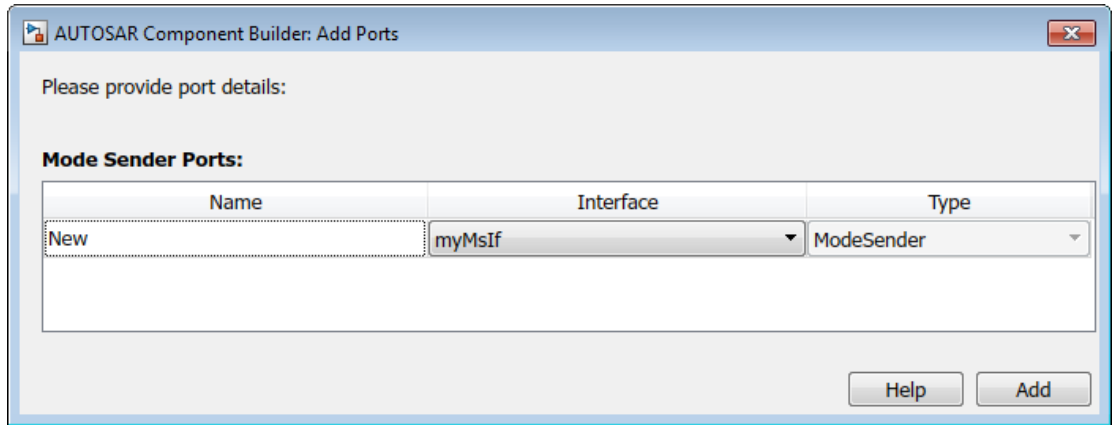 AUTOSAR Component Builder: Add Ports
Please provide port details:
Mode Sender Ports:
Name Interface Type
New myMsIf ModeSender
Help Add